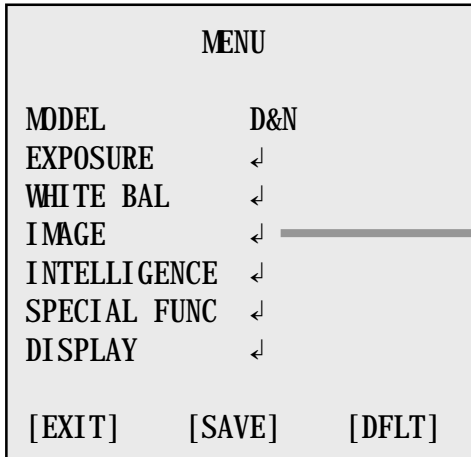 MENU
MODEL D&N
EXPOSURE ↲
WHITE BAL ↲
IMAGE ↲
INTELLIGENCE ↲
SPECIAL FUNC ↲
DISPLAY ↲
[EXIT] [SAVE] [DFLT]